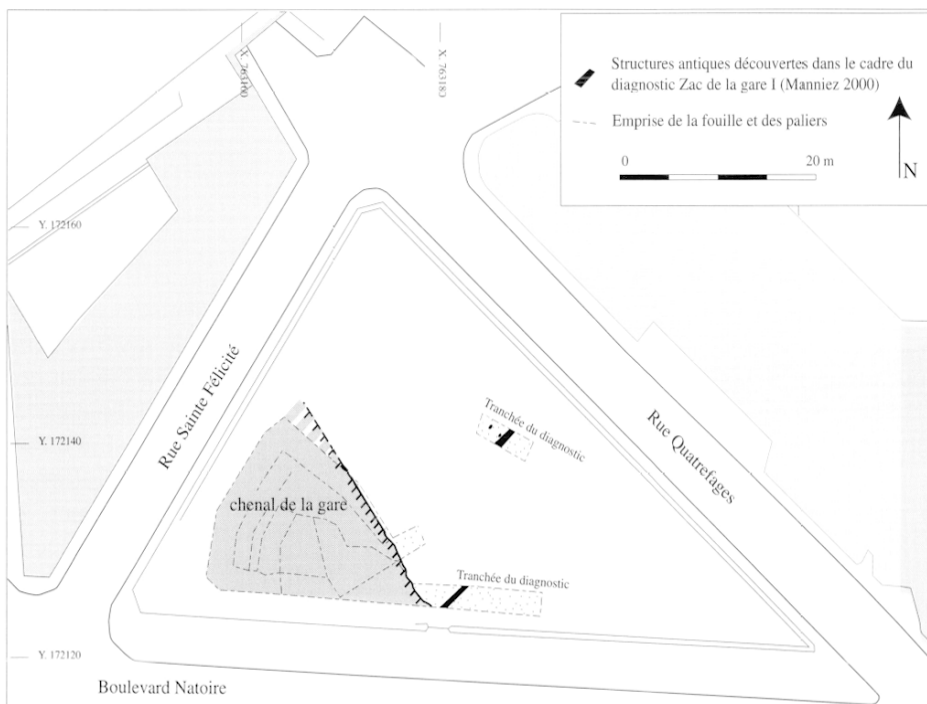 X. 763160
X. 763180
Structures antiques découvertes dans le cadre du
diagnostic Zac de la gare I (Manniez 2000)
Emprise de la fouille et des paliers
0 20 m
N
Y. 172160
Rue Sainte Félicité
Y. 172140
Tranchée du diagnostic
Rue Quatrefages
chenal de la gare
Tranchée du diagnostic
Y. 172120
Boulevard Natoire